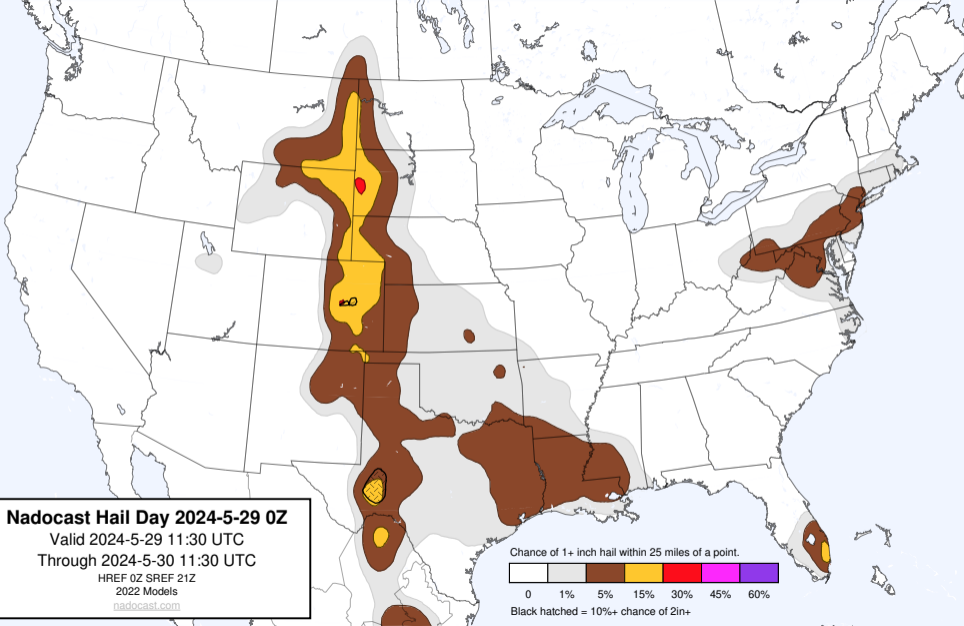 Nadocast Hail Day 2024-5-29 0Z
Valid 2024-5-29 11:30 UTC
Through 2024-5-30 11:30 UTC
HREF 0Z SREF 21Z
2022 Models
nadocast.com
Chance of 1+ inch hail within 25 miles of a point.
0 1% 5% 15% 30% 45% 60%
Black hatched = 10%+ chance of 2in+